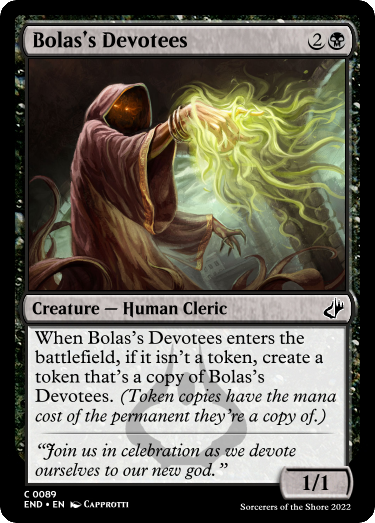 Bolas's Devotees 2
Creature — Human Cleric
When Bolas's Devotees enters the
battlefield, if it isn't a token, create a
token that's a copy of Bolas's
Devotees. (Token copies have the mana
cost of the permanent they're a copy of.)
"Join us in celebration as we devote
ourselves to our new god."
1/1
C 0089
END • EN Capprotti
Sorcerers of the Shore 2022